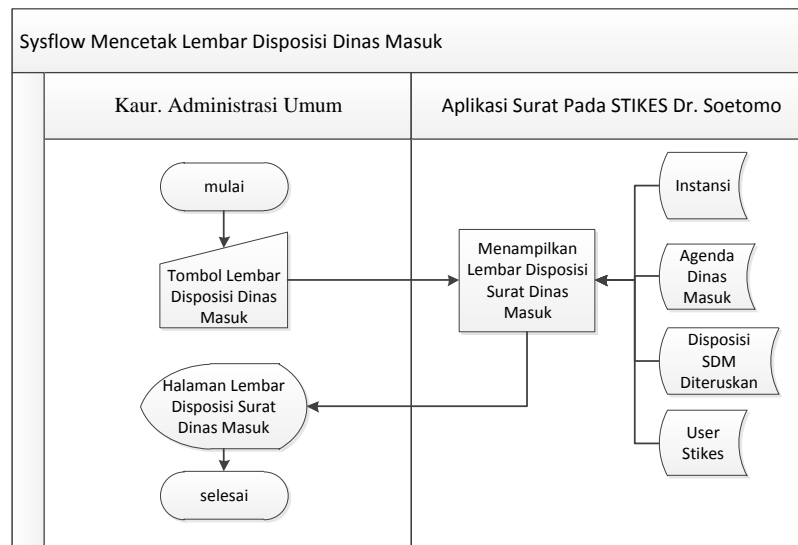 Sysflow Mencetak Lembar Disposisi Dinas Masuk
Kaur. Administrasi Umum
Aplikasi Surat Pada STIKES Dr. Soetomo
mulai
Tombol Lembar
Disposisi Dinas
Masuk
Menampilkan
Lembar Disposisi
Surat Dinas
Masuk
Instansi
Agenda
Dinas
Masuk
Disposisi
SDM
Diteruskan
User
Stikes
Halaman Lembar
Disposisi Surat
Dinas Masuk
selesai